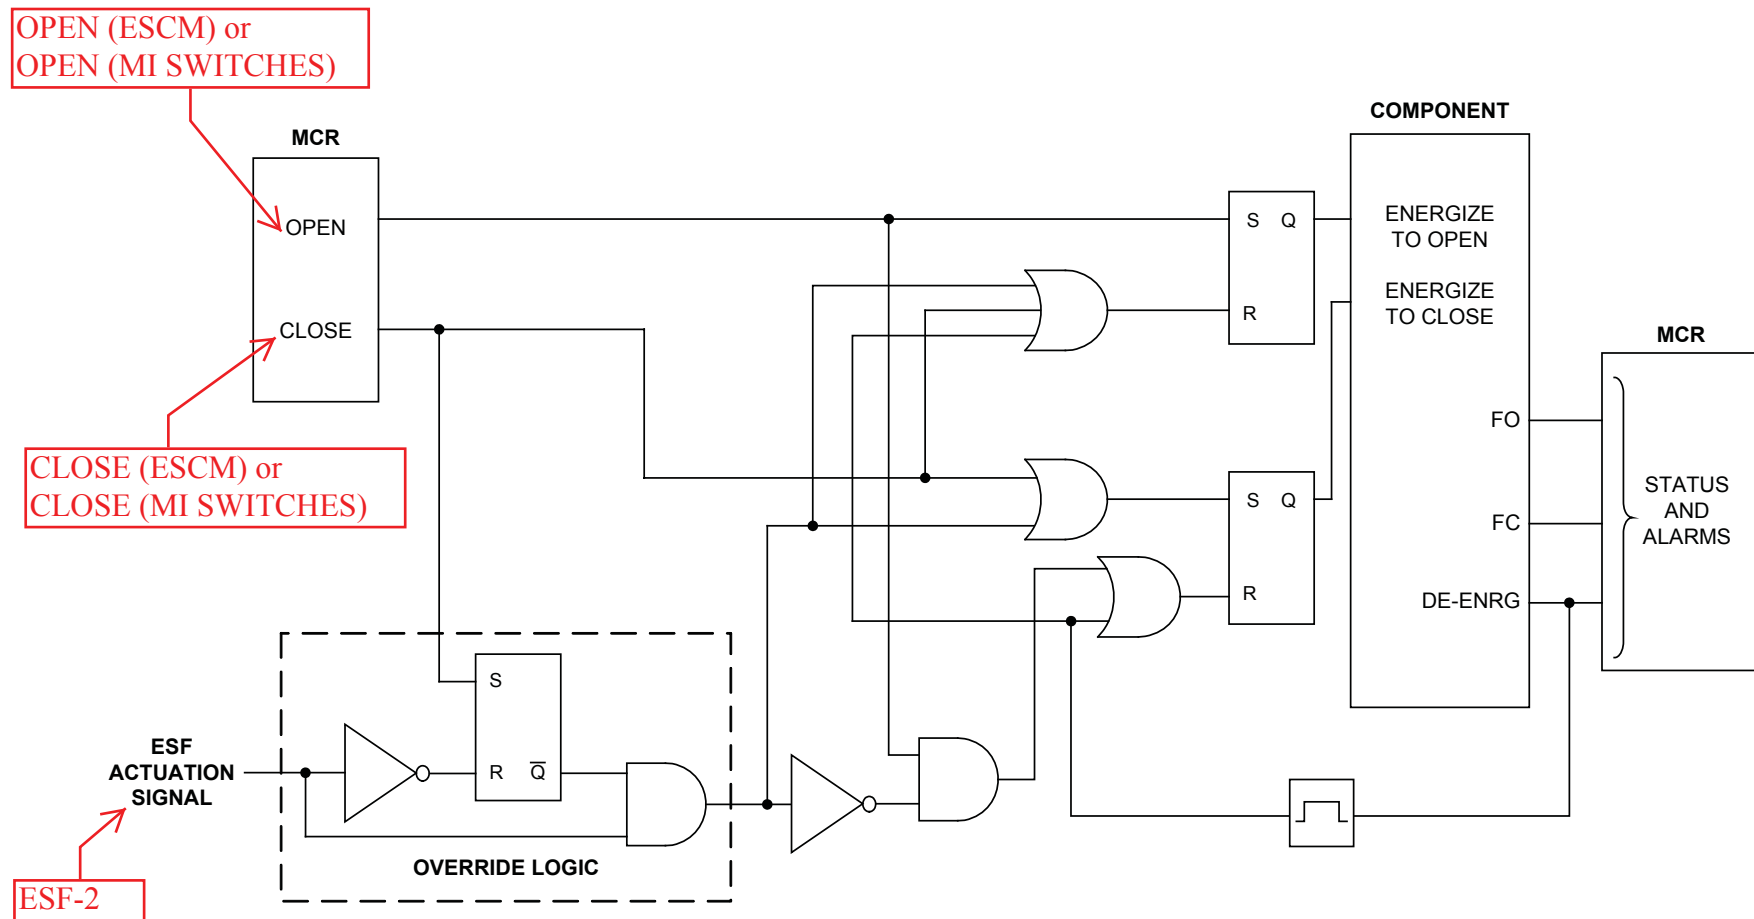 OPEN (ESCM) or
OPEN (MI SWITCHES)
MCR
OPEN
CLOSE
CLOSE (ESCM) or
CLOSE (MI SWITCHES)
COMPONENT
S Q
R
ENERGIZE
TO OPEN
ENERGIZE
TO CLOSE
S Q
R
FO
FC
DE-ENRG
MCR
STATUS
AND
ALARMS
S
R Q̅
ESF
ACTUATION
SIGNAL
OVERRIDE LOGIC
ESF-2